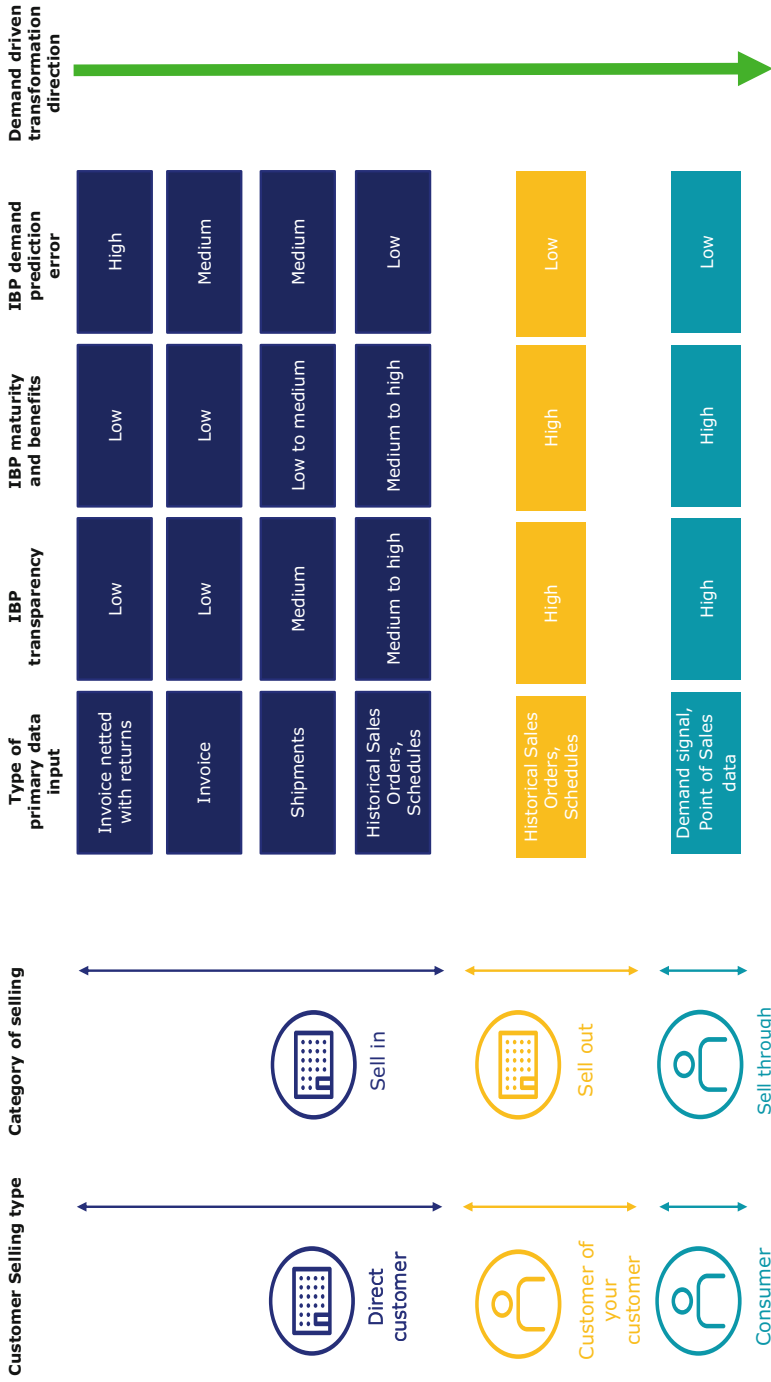 Customer Selling type
Category of selling
Type of
primary data
input
IBP
transparency
IBP maturity
and benefits
IBP demand
prediction
error
Demand driven
transformation
direction
Direct
customer
Sell in
Invoice netted
with returns
Low
Low
High
Invoice
Low
Low
Medium
Shipments
Medium
Low to medium
Medium
Historical Sales
Orders,
Schedules
Medium to high
Medium to high
Low
Customer of
your
customer
Sell out
Historical Sales
Orders,
Schedules
High
High
Low
Consumer
Sell through
Demand signal,
Point of Sales
data
High
High
Low